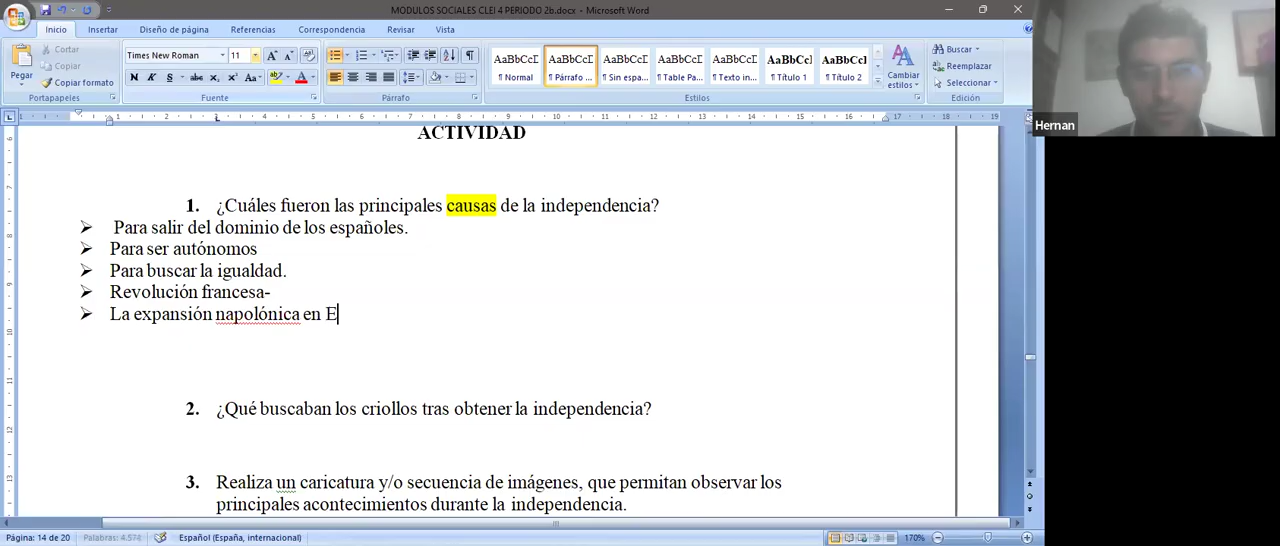 MODULOS SOCIALES CLEI 4 PERIODO 2b.docx - Microsoft Word
Inicio Insertar Diseño de página Referencias Correspondencia Revisar Vista
Cortar
Copiar
Copiar formato
Pegar
Portapapeles
Times New Roman 11
Fuente
Párrafo
AaBbCcI AaBbCcI AaBbCcI AaBbCcI AaBbCcI AaBbCc AaBbCc
¶ Normal ¶ Párrafo in... ¶ Sin espa... ¶ Table Pa... ¶ Texto in... ¶ Título 1 ¶ Título 2
Cambiar estilos
Estilos
Buscar
Reemplazar
Seleccionar
Edición
Hernan
ACTIVIDAD
1. ¿Cuáles fueron las principales causas de la independencia?
➢ Para salir del dominio de los españoles.
➢ Para ser autónomos
➢ Para buscar la igualdad.
➢ Revolución francesa-
➢ La expansión napolónica en E
2. ¿Qué buscaban los criollos tras obtener la independencia?
3. Realiza un caricatura y/o secuencia de imágenes, que permitan observar los
principales acontecimientos durante la independencia.
Página: 14 de 20 Palabras: 4.574 Español (España, internacional) 170%